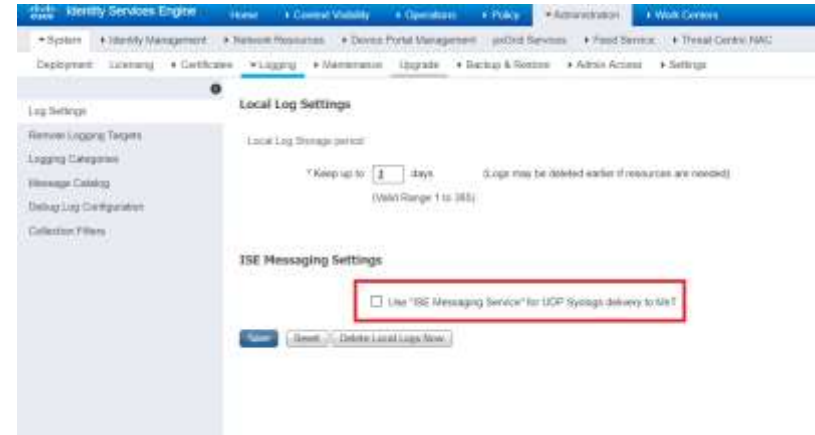 Identity Services Engine Home Context Visibility Operations Policy Administration Work Centers
System Identity Management Network Resources Device Portal Management pxGrid Services Feed Service Threat Centric NAC
Deployment Licensing Certificates Logging Maintenance Upgrade Backup & Restore Admin Access Settings
Log Settings
Remote Logging Targets
Logging Categories
Message Catalog
Debug Log Configuration
Collection Filters
Local Log Settings
Local Log Storage period
* Keep up to days (Logs may be deleted earlier if resources are needed)
(Valid Range 1 to 365)
ISE Messaging Settings
Use "ISE Messaging Service" for UDP Syslogs delivery to MnT
Save Reset Delete Local Logs Now